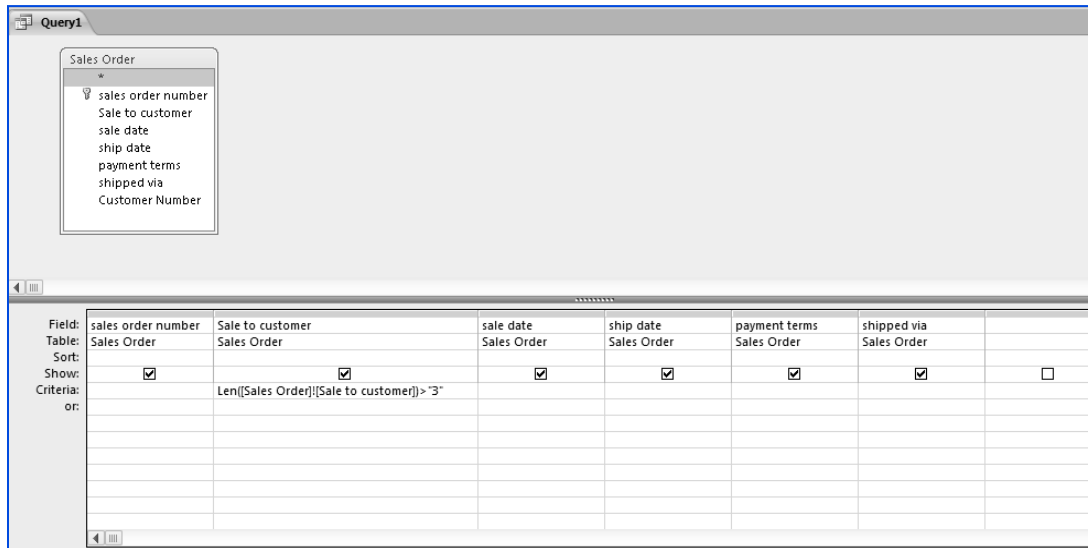 Query1
Sales Order
*
sales order number
Sale to customer
sale date
ship date
payment terms
shipped via
Customer Number
Field: sales order number Sale to customer sale date ship date payment terms shipped via
Table: Sales Order Sales Order Sales Order Sales Order Sales Order Sales Order
Sort:
Show:
Criteria: Len([Sales Order]![Sale to customer])>"3"
or: